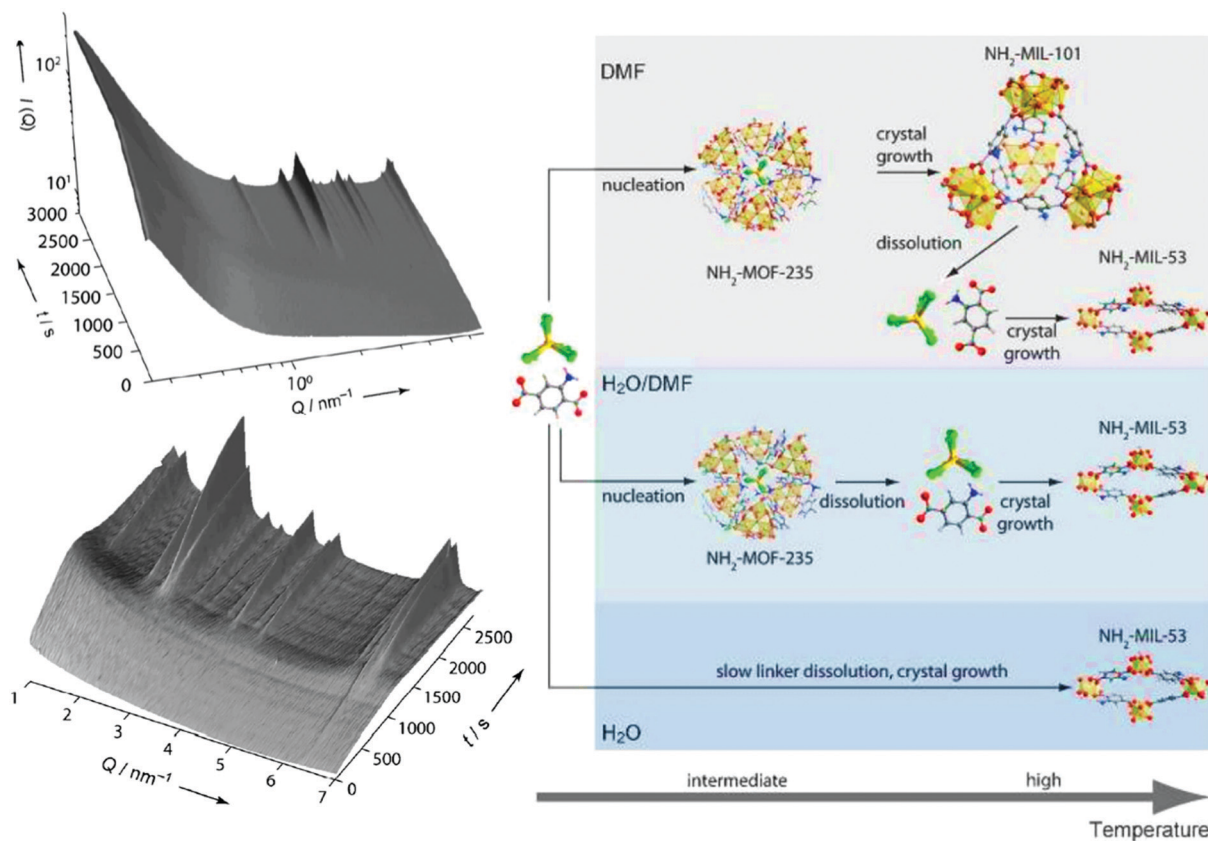 I (Q)
10²
10¹
3000
2500
2000
1500
1000
500
0
t / s
10⁰
Q / nm⁻¹
2500
2000
1500
1000
500
0
t / s
1
2
3
4
5
6
7
Q / nm⁻¹
DMF
nucleation
NH₂-MOF-235
crystal
growth
NH₂-MIL-101
dissolution
crystal
growth
NH₂-MIL-53
H₂O/DMF
nucleation
NH₂-MOF-235
dissolution
crystal
growth
NH₂-MIL-53
slow linker dissolution, crystal growth
NH₂-MIL-53
H₂O
intermediate
high
Temperature